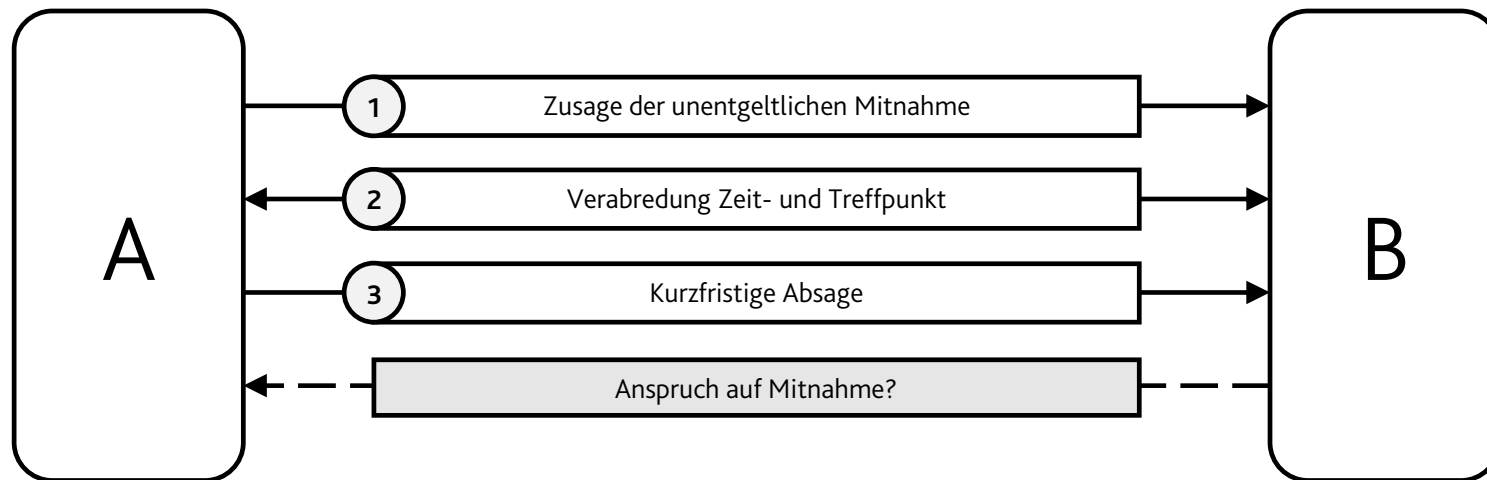 A
B
1 Zusage der unentgeltlichen Mitnahme
2 Verabredung Zeit- und Treffpunkt
3 Kurzfristige Absage
Anspruch auf Mitnahme?